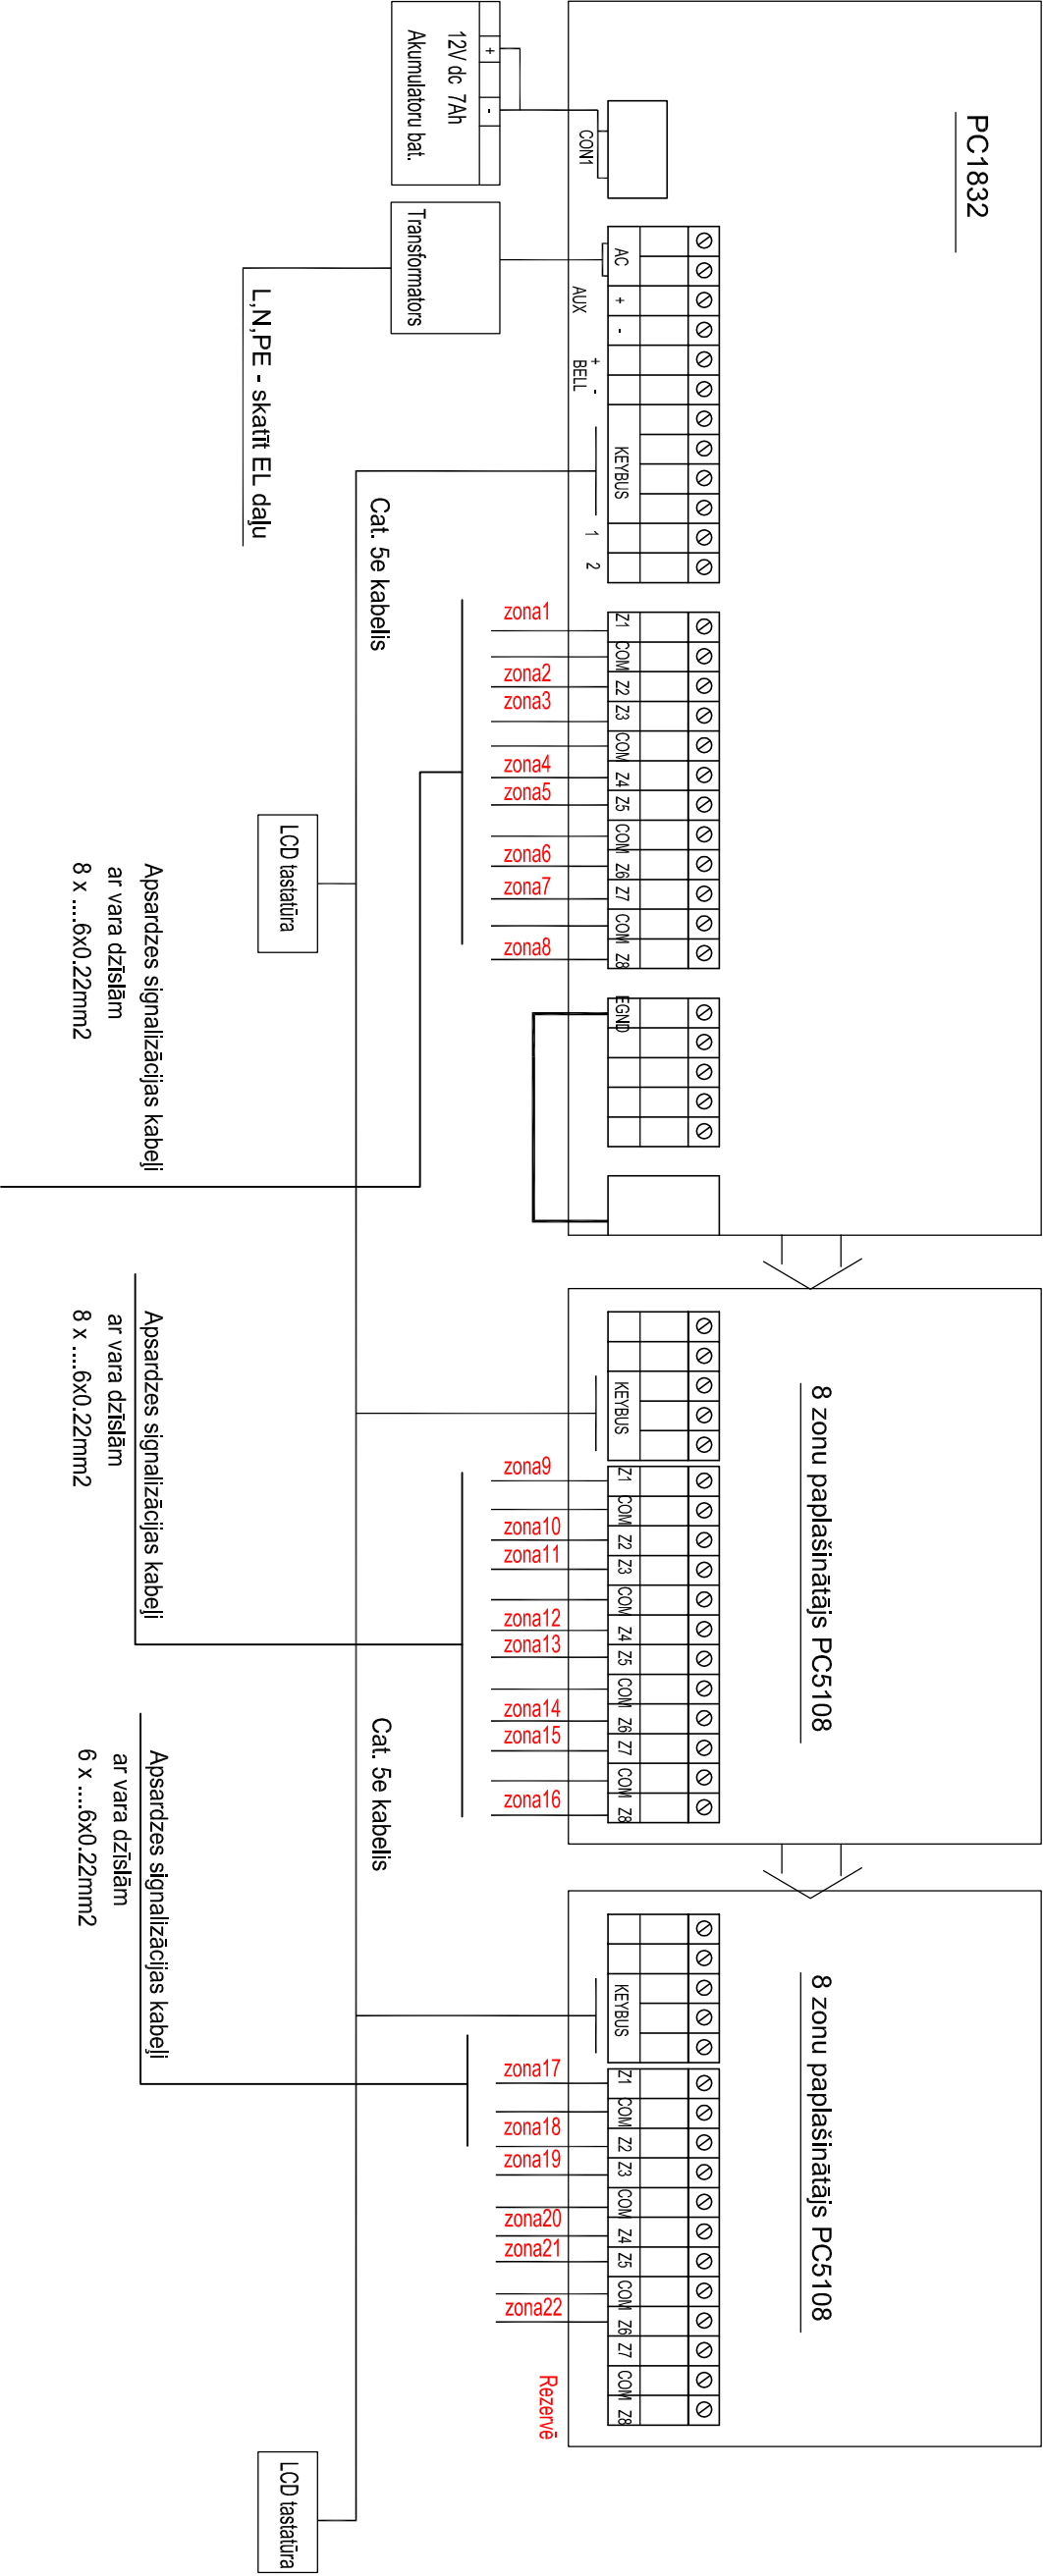 PC1832
12V dc 7Ah
Akumulatoru bat.
+
-
CON1
Transformators
L,N,PE - skatīt EL daļu
AC
+
-
AUX
+ -
BELL
KEYBUS
1
2
Cat. 5e kabelis
zona1
zona2
zona3
zona4
zona5
zona6
zona7
zona8
Z1
COM
Z2
Z3
COM
Z4
Z5
COM
Z6
Z7
COM
Z8
EGND
LCD tastatūra
Apsardzes signalizācijas kabeļi
ar vara dzīslām
8 x ....6x0.22mm2
8 zonu paplašinātājs PC5108
KEYBUS
Z1
COM
Z2
Z3
COM
Z4
Z5
COM
Z6
Z7
COM
Z8
zona9
zona10
zona11
zona12
zona13
zona14
zona15
zona16
Apsardzes signalizācijas kabeļi
ar vara dzīslām
8 x ....6x0.22mm2
Cat. 5e kabelis
8 zonu paplašinātājs PC5108
KEYBUS
Z1
COM
Z2
Z3
COM
Z4
Z5
COM
Z6
Z7
COM
Z8
zona17
zona18
zona19
zona20
zona21
zona22
Rezervē
Apsardzes signalizācijas kabeļi
ar vara dzīslām
6 x ....6x0.22mm2
LCD tastatūra